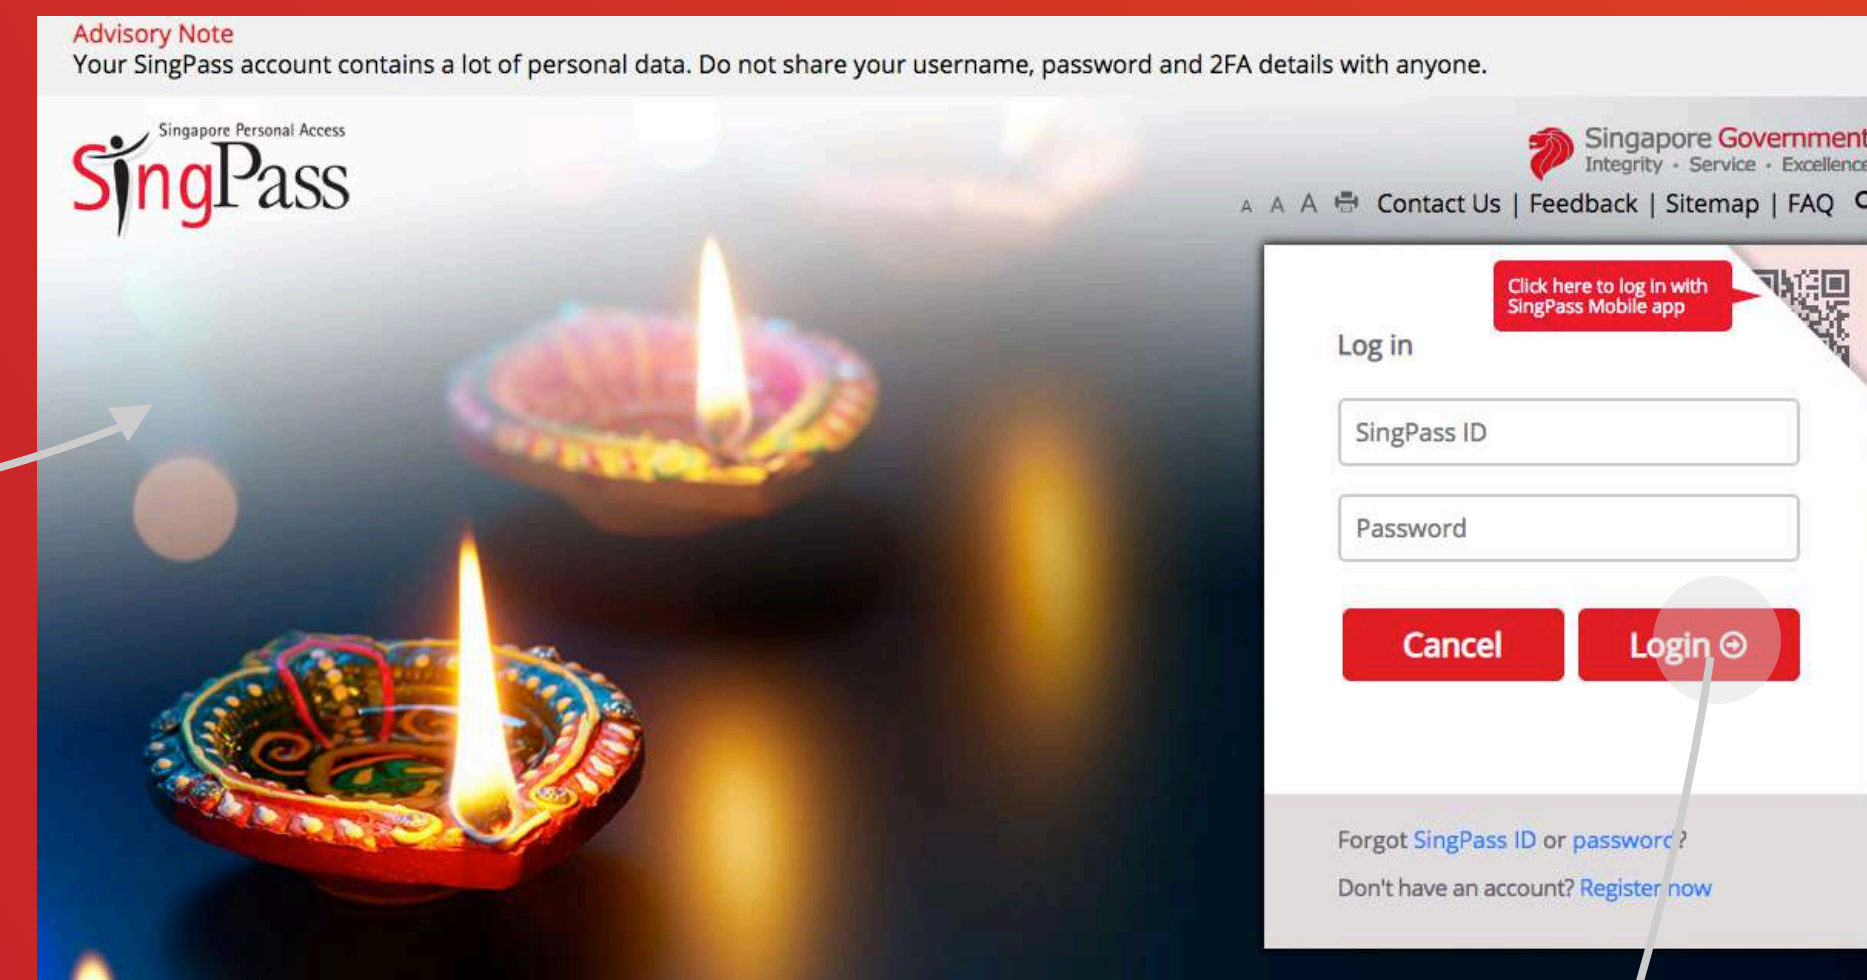 Advisory Note
Your SingPass account contains a lot of personal data. Do not share your username, password and 2FA details with anyone.
Singapore Personal Access
SingPass
Singapore Government
Integrity · Service · Excellence
A A A Contact Us | Feedback | Sitemap | FAQ
Click here to log in with
SingPass Mobile app
Log in
SingPass ID
Password
Cancel
Login
Forgot SingPass ID or password?
Don't have an account? Register now